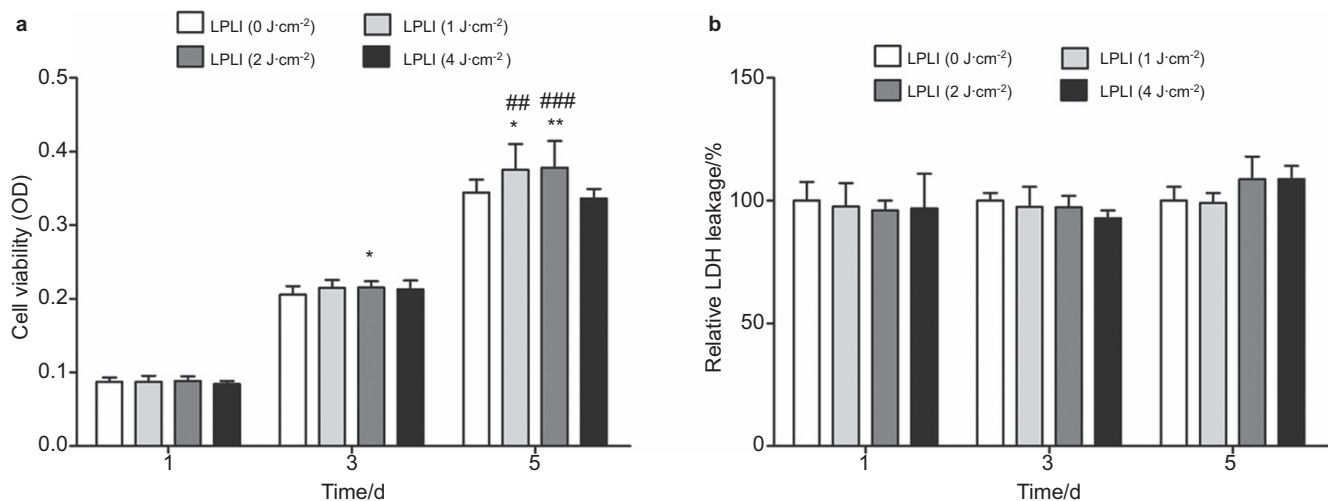 a
LPLI (0 J·cm⁻²) LPLI (1 J·cm⁻²)
LPLI (2 J·cm⁻²) LPLI (4 J·cm⁻² )
0.5
0.4
0.3
0.2
0.1
0.0
Cell viability (OD)
*
## ###
* **
1 3 5
Time/d
b
LPLI (0 J·cm⁻²) LPLI (1 J·cm⁻²)
LPLI (2 J·cm⁻²) LPLI (4 J·cm⁻²)
150
100
50
0
Relative LDH leakage/%
1 3 5
Time/d